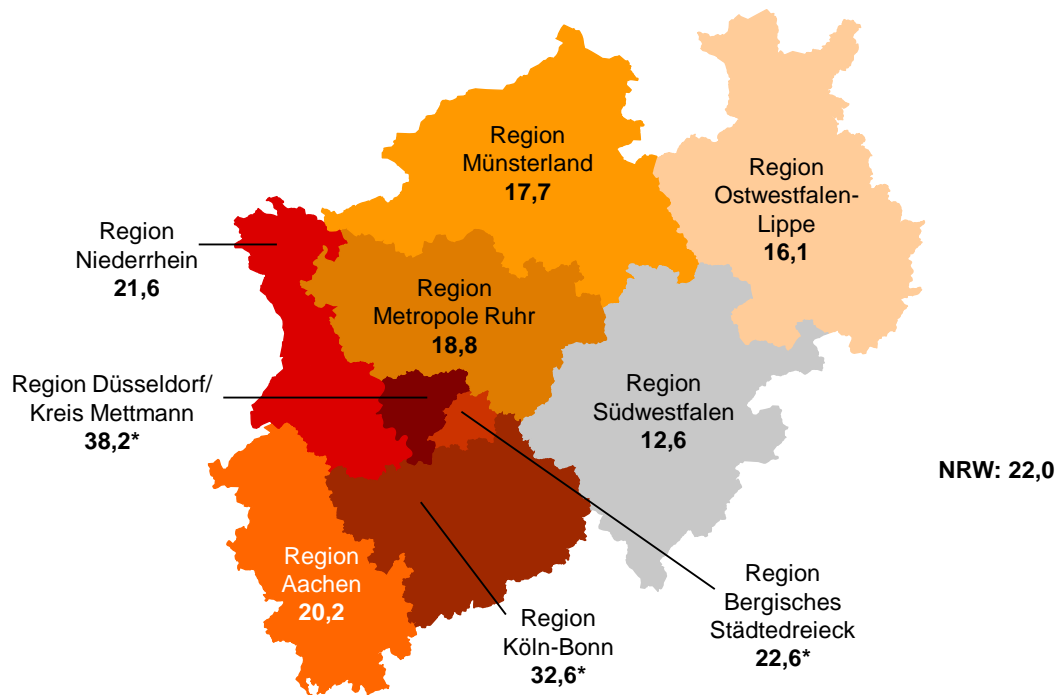 Region
Münsterland
17,7
Region
Ostwestfalen-
Lippe
16,1
Region
Niederrhein
21,6
Region
Metropole Ruhr
18,8
Region Düsseldorf/
Kreis Mettmann
38,2*
Region
Südwestfalen
12,6
NRW: 22,0
Region
Aachen
20,2
Region
Köln-Bonn
32,6*
Region
Bergisches
Städtedreieck
22,6*